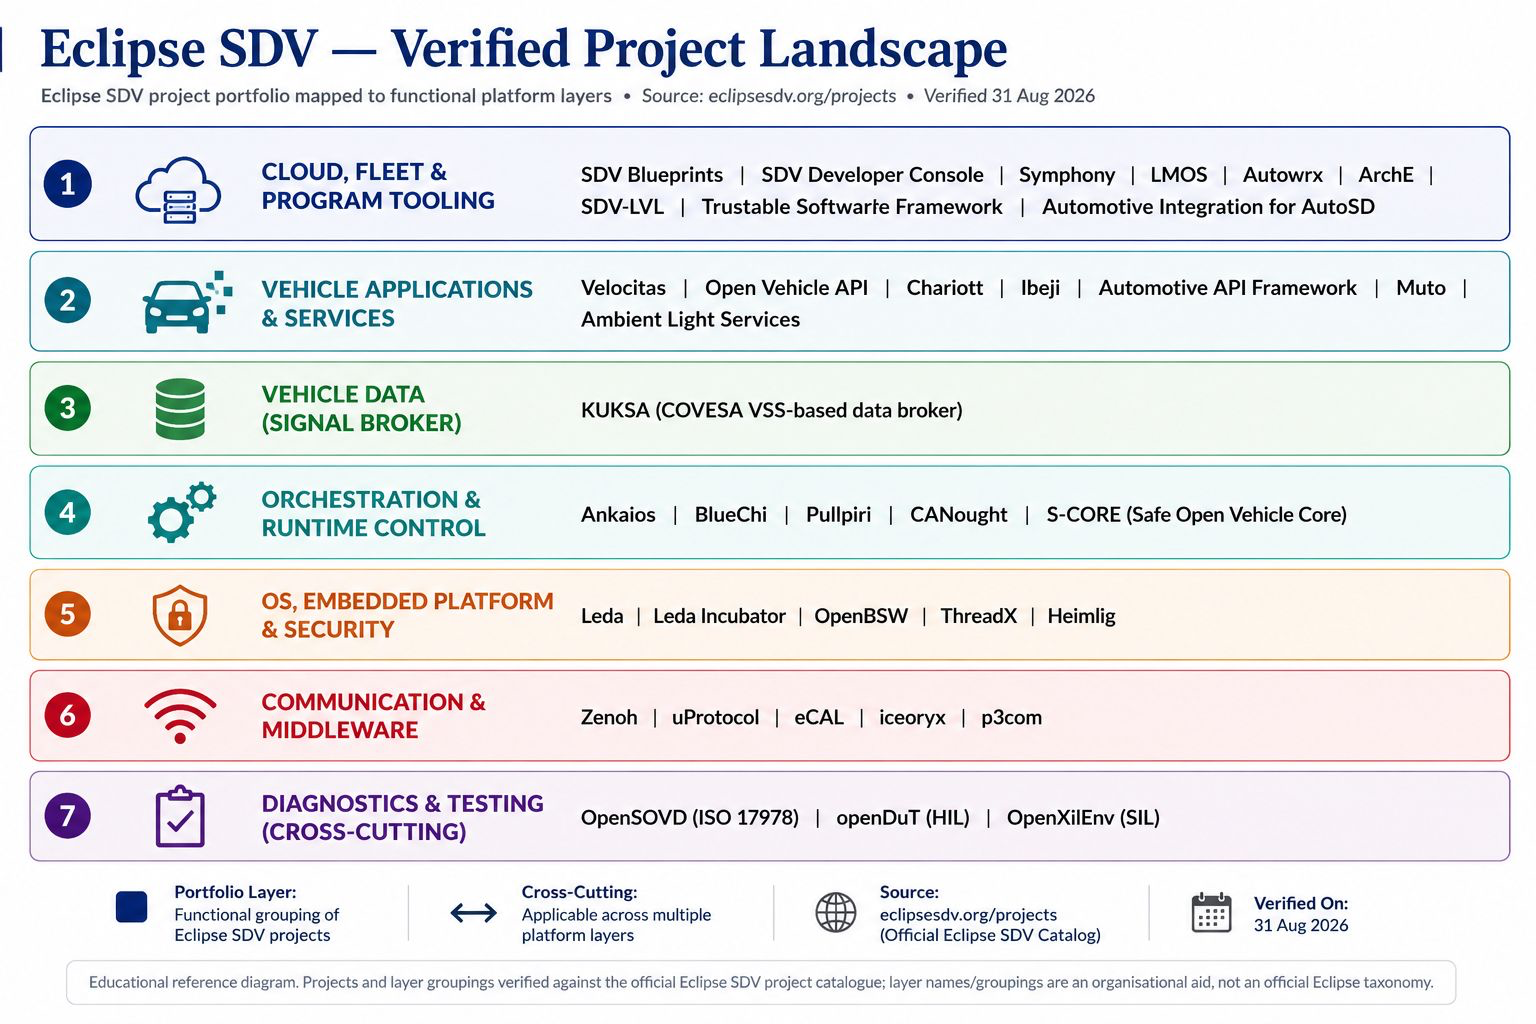 Eclipse SDV — Verified Project Landscape
Eclipse SDV project portfolio mapped to functional platform layers • Source: eclipsesdv.org/projects • Verified 31 Aug 2026
1
CLOUD, FLEET &
PROGRAM TOOLING
SDV Blueprints | SDV Developer Console | Symphony | LMOS | Autowrx | ArchE |
SDV-LVL | Trustable Softwarłe Framework | Automotive Integration for AutoSD
2
VEHICLE APPLICATIONS
& SERVICES
Velocitas | Open Vehicle API | Chariott | Ibeji | Automotive API Framework | Muto |
Ambient Light Services
3
VEHICLE DATA
(SIGNAL BROKER)
KUKSA (COVESA VSS-based data broker)
4
ORCHESTRATION &
RUNTIME CONTROL
Ankaios | BlueChi | Pullpiri | CANought | S-CORE (Safe Open Vehicle Core)
5
OS, EMBEDDED PLATFORM
& SECURITY
Leda | Leda Incubator | OpenBSW | ThreadX | Heimlig
6
COMMUNICATION &
MIDDLEWARE
Zenoh | uProtocol | eCAL | iceoryx | p3com
7
DIAGNOSTICS & TESTING
(CROSS-CUTTING)
OpenSOVD (ISO 17978) | openDuT (HIL) | OpenXilEnv (SIL)
Portfolio Layer:
Functional grouping of
Eclipse SDV projects
Cross-Cutting:
Applicable across multiple
platform layers
Source:
eclipsesdv.org/projects
(Official Eclipse SDV Catalog)
Verified On:
31 Aug 2026
Educational reference diagram. Projects and layer groupings verified against the official Eclipse SDV project catalogue; layer names/groupings are an organisational aid, not an official Eclipse taxonomy.